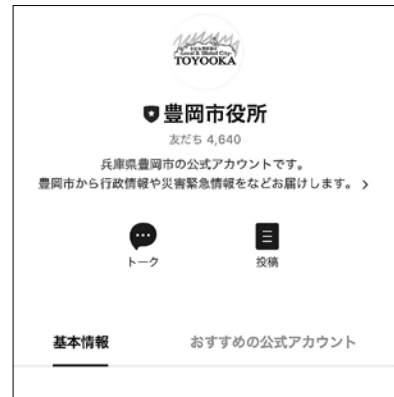 Local & Global City
TOYOOKA
豊岡市役所
友だち 4,640
兵庫県豊岡市の公式アカウントです。
豊岡市から行政情報や災害緊急情報をなどお届けします。
トーク
投稿
基本情報
おすすめの公式アカウント